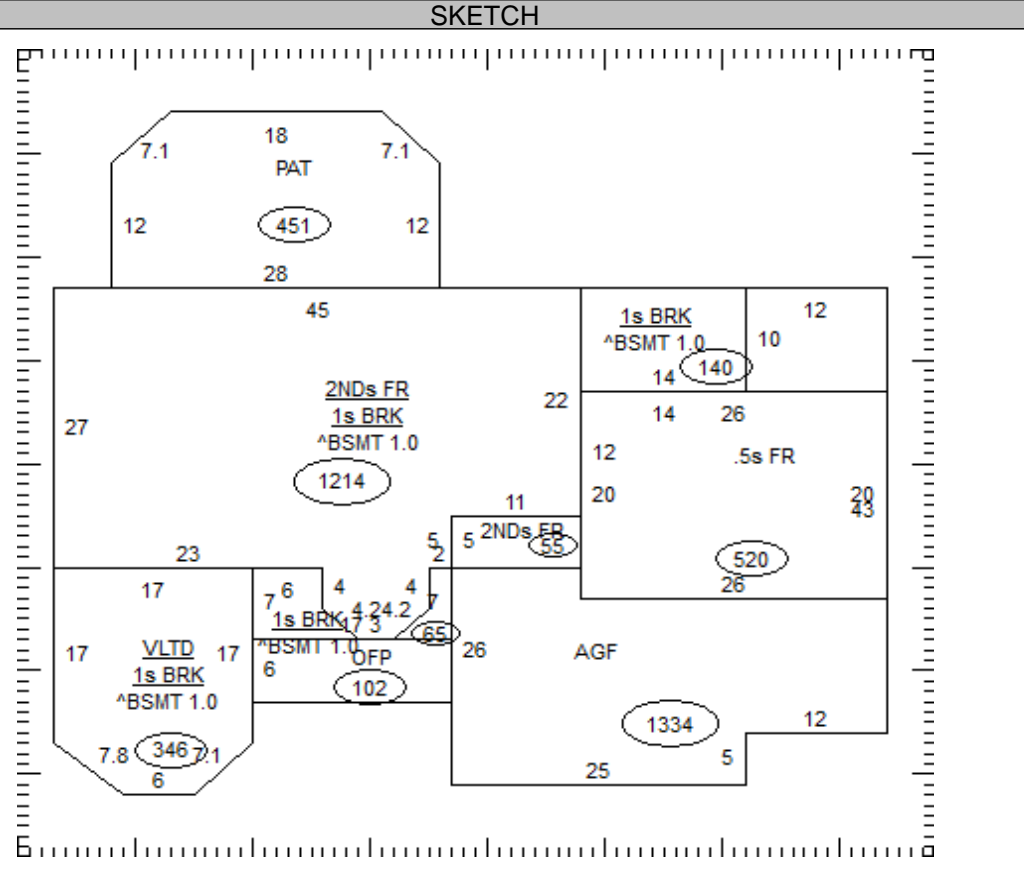 SKETCH
18
7.1 7.1
PAT
12 451 12
28
45
1s BRK
^BSMT 1.0
140
14
12
10
2NDs FR
1s BRK
^BSMT 1.0
1214
27
22
14 26
.5s FR
12
20
20
43
520
26
11
5 2NDs FR
55
5
2
23
17
17 17
VLTD
1s BRK
^BSMT 1.0
346
7.8 7.1
6
6
7
4 4
4.2 4.2
7
1s BRK
17 3
65
^BSMT 1.0
OFP
6
102
26
AGF
1334
12
5
25